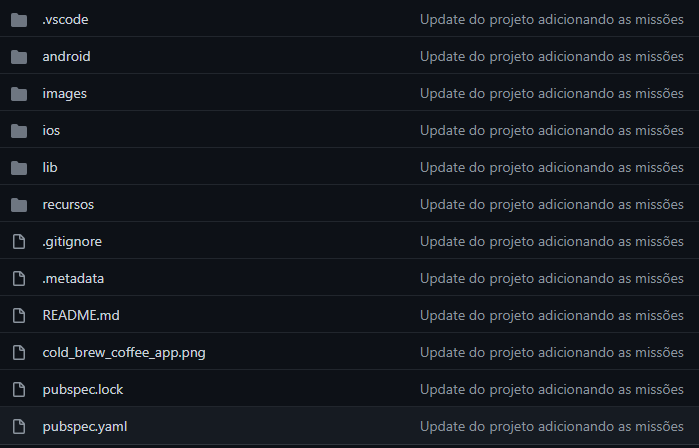 .vscode Update do projeto adicionando as missões
android Update do projeto adicionando as missões
images Update do projeto adicionando as missões
ios Update do projeto adicionando as missões
lib Update do projeto adicionando as missões
recursos Update do projeto adicionando as missões
.gitignore Update do projeto adicionando as missões
.metadata Update do projeto adicionando as missões
README.md Update do projeto adicionando as missões
cold_brew_coffee_app.png Update do projeto adicionando as missões
pubspec.lock Update do projeto adicionando as missões
pubspec.yaml Update do projeto adicionando as missões